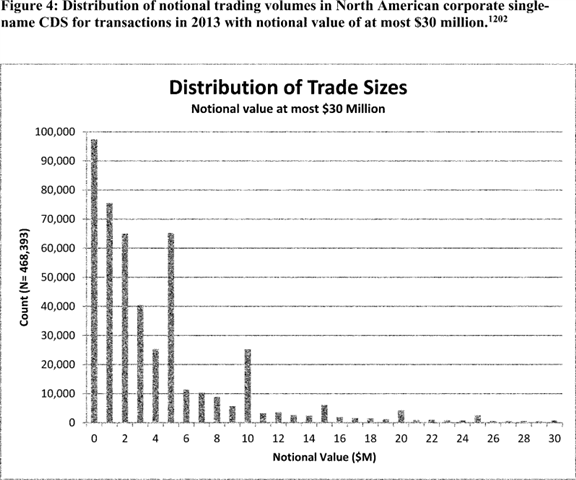 Figure 4: Distribution of notional trading volumes in North American corporate single-
name CDS for transactions in 2013 with notional value of at most $30 million.1202
Distribution of Trade Sizes
Notional value at most $30 Million
100,000
90,000
80,000
70,000
60,000
50,000
40,000
30,000
20,000
10,000
0
Count (N= 468,393)
0 2 4 6 8 10 12 14 16 18 20 22 24 26 28 30
Notional Value ($M)